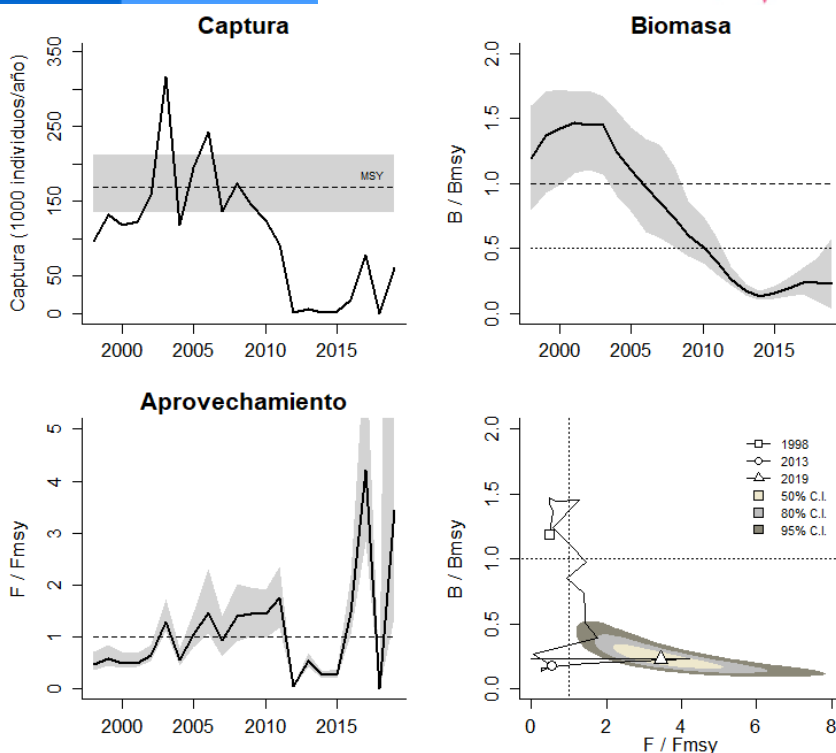 Captura
Captura (1000 individuos/año)
350
250
150
50
0
MSY
2000 2005 2010 2015
Biomasa
B / Bmsy
2.0
1.5
1.0
0.5
0.0
2000 2005 2010 2015
Aprovechamiento
F / Fmsy
5
4
3
2
1
0
2000 2005 2010 2015
B / Bmsy
2.0
1.5
1.0
0.5
0.0
1998
2013
2019
50% C.I.
80% C.I.
95% C.I.
0 2 4 6 8
F / Fmsy